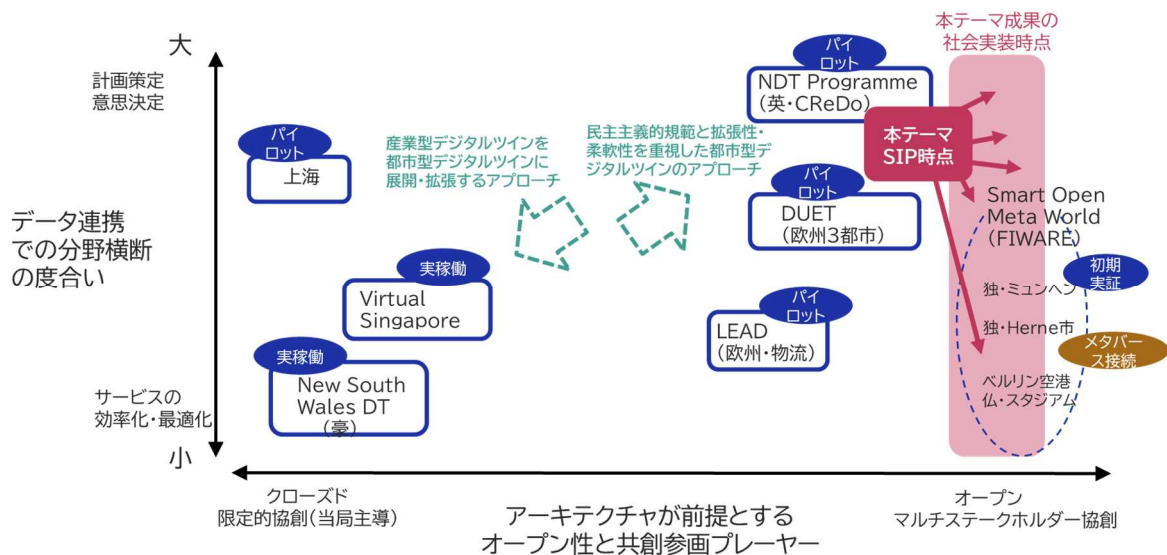 本テーマ成果の
社会実装時点
大
計画策定
意思決定
パイ
ロット
NDT Programme
(英・CReDo)
本テーマ
SIP時点
パイ
ロット
上海
産業型デジタルツインを
都市型デジタルツインに
展開・拡張するアプローチ
民主主義的規範と拡張性・
柔軟性を重視した都市型デ
ジタルツインのアプローチ
パイ
ロット
DUET
(欧州3都市)
Smart Open
Meta World
(FIWARE)
データ連携
での分野横断
の度合い
実稼働
Virtual
Singapore
初期
実証
独・ミュンヘン
パイ
ロット
LEAD
(欧州・物流)
独・Herne市
メタバー
ス接続
実稼働
New South
Wales DT
(豪)
ベルリン空港
仏・スタジアム
サービスの
効率化・最適化
小
クローズド
限定的協創(当局主導)
アーキテクチャが前提とする
オープン性と共創参画プレーヤー
オープン
マルチステークホルダー協創